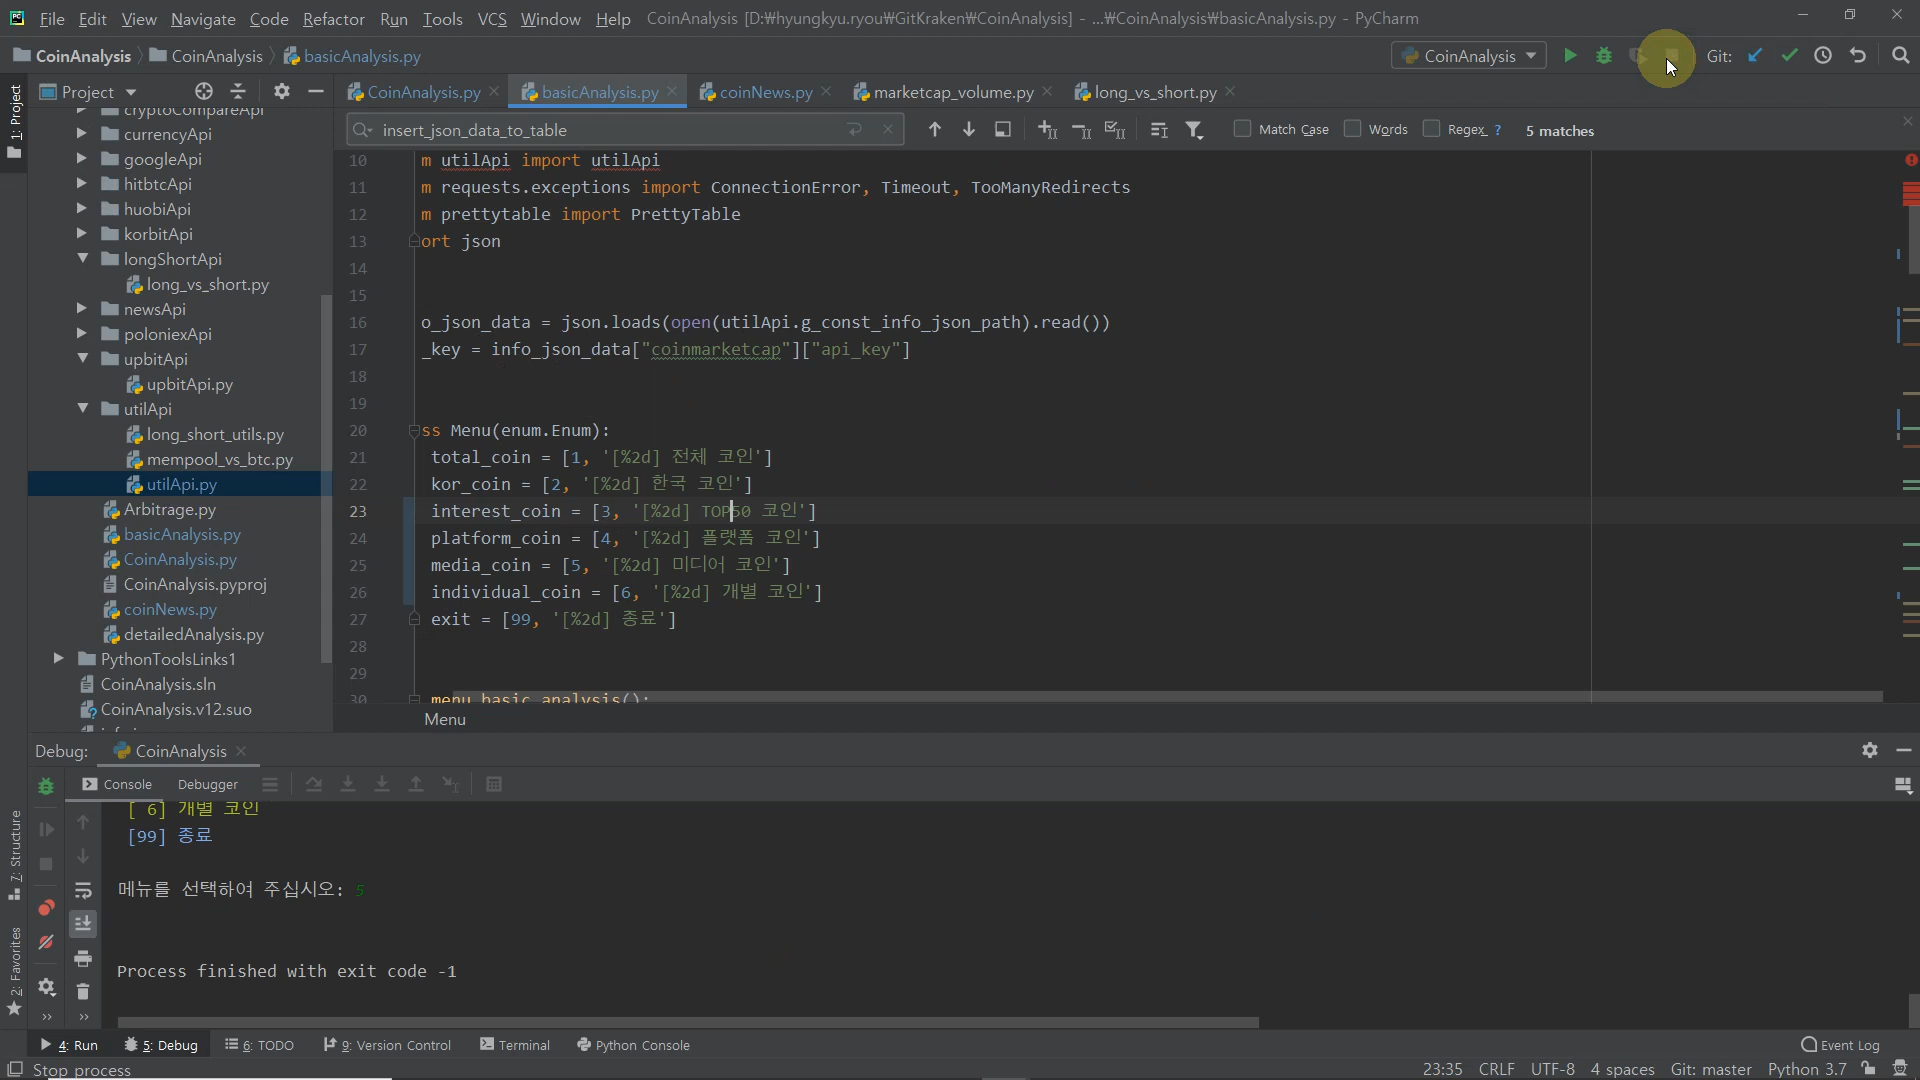 File Edit View Navigate Code Refactor Run Tools VCS Window Help CoinAnalysis [D:₩hyungkyu.ryou₩GitKraken₩CoinAnalysis] - ...₩CoinAnalysis₩basicAnalysis.py - PyCharm
CoinAnalysis CoinAnalysis basicAnalysis.py CoinAnalysis Git:
Project CoinAnalysis.py basicAnalysis.py coinNews.py marketcap_volume.py long_vs_short.py
insert_json_data_to_table Match Case Words Regex ? 5 matches
1: Project
cryptoCompareApi
currencyApi
googleApi
hitbtcApi
huobiApi
korbitApi
longShortApi
long_vs_short.py
newsApi
poloniexApi
upbitApi
upbitApi.py
utilApi
long_short_utils.py
mempool_vs_btc.py
utilApi.py
Arbitrage.py
basicAnalysis.py
CoinAnalysis.py
CoinAnalysis.pyproj
coinNews.py
detailedAnalysis.py
PythonToolsLinks1
CoinAnalysis.sln
CoinAnalysis.v12.suo
10 m utilApi import utilApi
11 m requests.exceptions import ConnectionError, Timeout, TooManyRedirects
12 m prettytable import PrettyTable
13 ort json
14
15
16 o_json_data = json.loads(open(utilApi.g_const_info_json_path).read())
17 _key = info_json_data["coinmarketcap"]["api_key"]
18
19
20 ss Menu(enum.Enum):
21 total_coin = [1, '[%2d] 전체 코인']
22 kor_coin = [2, '[%2d] 한국 코인']
23 interest_coin = [3, '[%2d] TOP50 코인']
24 platform_coin = [4, '[%2d] 플랫폼 코인']
25 media_coin = [5, '[%2d] 미디어 코인']
26 individual_coin = [6, '[%2d] 개별 코인']
27 exit = [99, '[%2d] 종료']
28
29
30 menu_basic_analysis():
Menu
Debug: CoinAnalysis
Console Debugger
[ 6] 개별 코인
[99] 종료
메뉴를 선택하여 주십시오: 5
Process finished with exit code -1
7: Structure
2: Favorites
4: Run 5: Debug 6: TODO 9: Version Control Terminal Python Console Event Log
Stop process 23:35 CRLF UTF-8 4 spaces Git: master Python 3.7